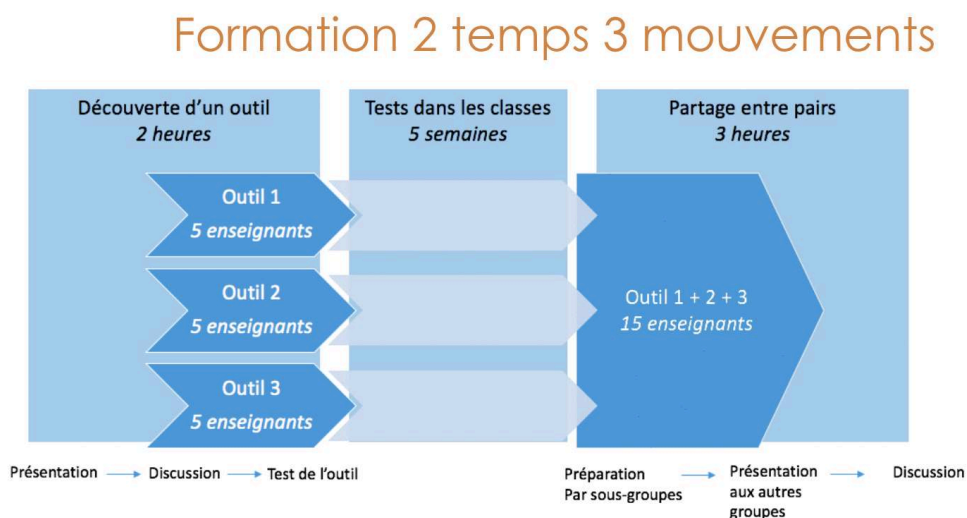 Formation 2 temps 3 mouvements
Découverte d'un outil
2 heures
Tests dans les classes
5 semaines
Partage entre pairs
3 heures
Outil 1
5 enseignants
Outil 2
5 enseignants
Outil 3
5 enseignants
Outil 1 + 2 + 3
15 enseignants
Présentation
Discussion
Test de l'outil
Préparation
Par sous-groupes
Présentation
aux autres
groupes
Discussion